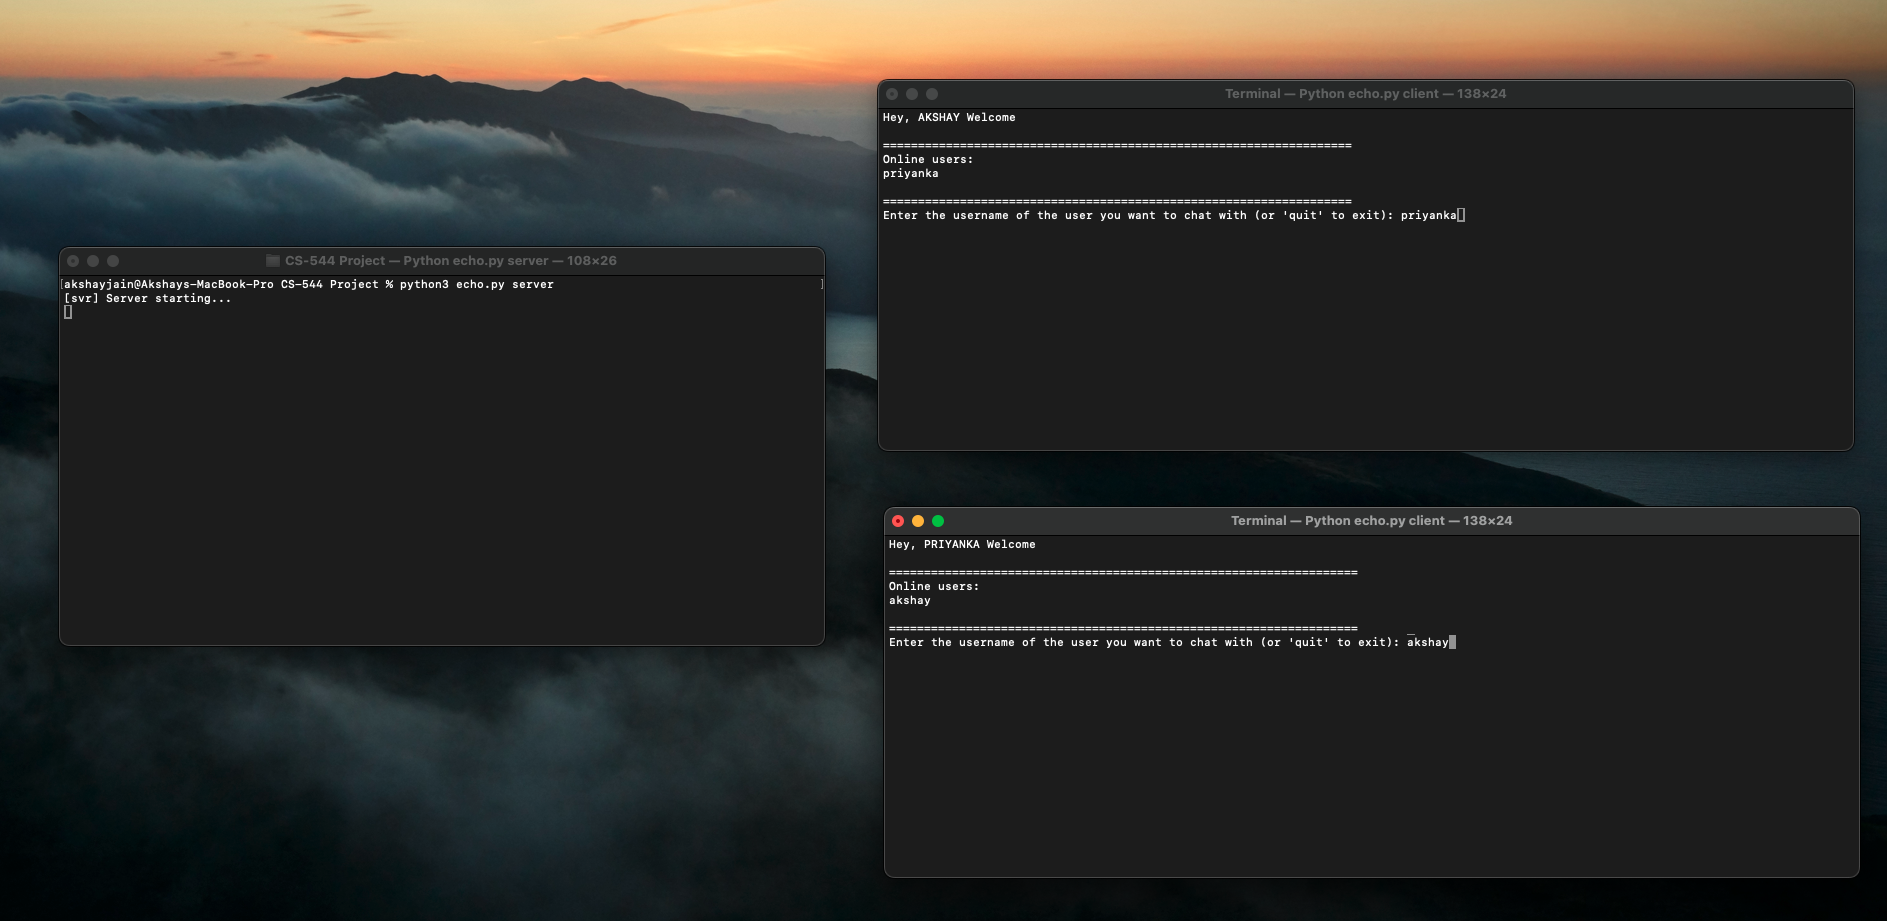 CS-544 Project — Python echo.py server — 108×26
[akshayjain@Akshays-MacBook-Pro CS-544 Project % python3 echo.py server ]
[svr] Server starting...
Terminal — Python echo.py client — 138×24
Hey, AKSHAY Welcome
===================================================================
Online users:
priyanka
===================================================================
Enter the username of the user you want to chat with (or 'quit' to exit): priyanka
Terminal — Python echo.py client — 138×24
Hey, PRIYANKA Welcome
===================================================================
Online users:
akshay
===================================================================
Enter the username of the user you want to chat with (or 'quit' to exit): akshay